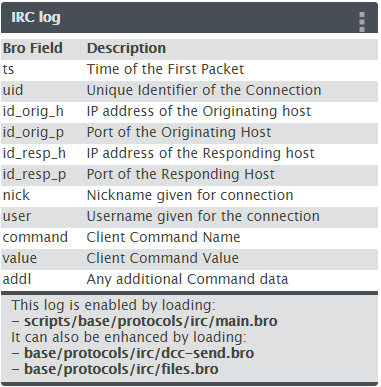 IRC log
Bro Field Description
ts Time of the First Packet
uid Unique Identifier of the Connection
id_orig_h IP address of the Originating host
id_orig_p Port of the Originating Host
id_resp_h IP address of the Responding host
id_resp_p Port of the Responding Host
nick Nickname given for connection
user Username given for the connection
command Client Command Name
value Client Command Value
addl Any additional Command data
This log is enabled by loading:
– scripts/base/protocols/irc/main.bro
It can also be enhanced by loading:
– base/protocols/irc/dcc-send.bro
– base/protocols/irc/files.bro